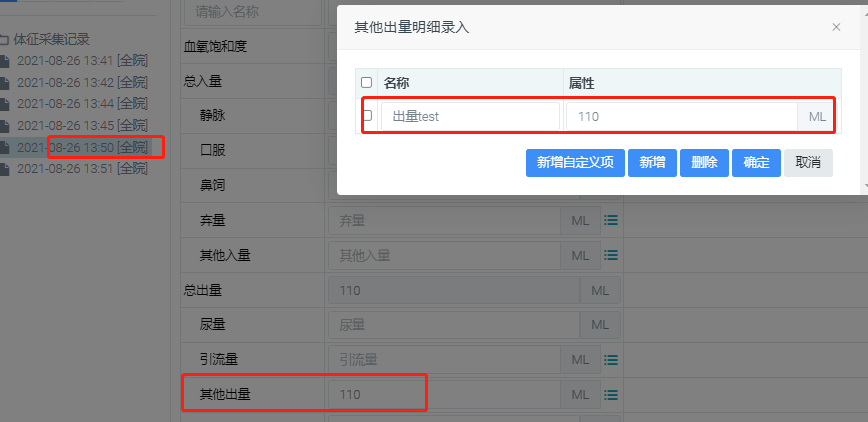 请输入名称
体征采集记录
2021-08-26 13:41 [全院]
2021-08-26 13:42 [全院]
2021-08-26 13:44 [全院]
2021-08-26 13:45 [全院]
2021-08-26 13:50 [全院]
2021-08-26 13:51 [全院]
血氧饱和度
总入量
静脉
口服
鼻饲
弃量 弃量 ML
其他入量 其他入量 ML
总出量 110 ML
尿量 尿量 ML
引流量 引流量 ML
其他出量 110 ML
其他出量明细录入 ×
名称 属性
出量test 110 ML
新增自定义项 新增 删除 确定 取消